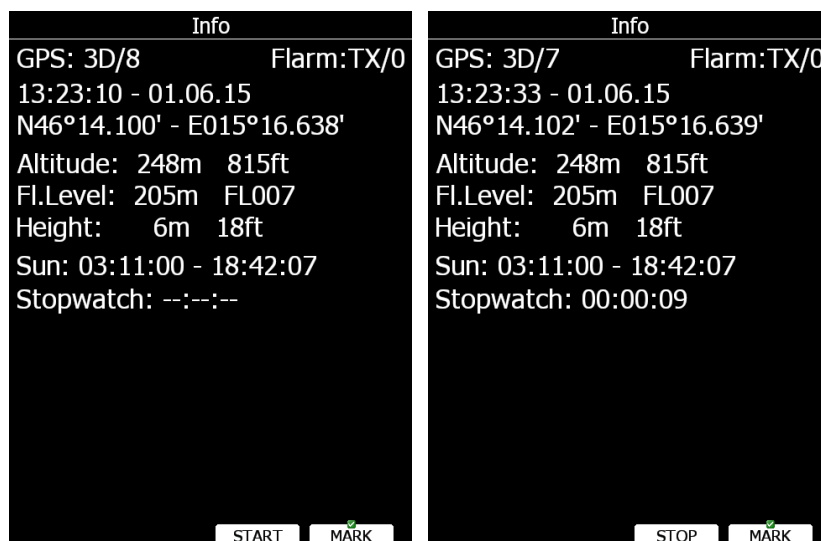 Info
GPS: 3D/8 Flarm:TX/0
13:23:10 - 01.06.15
N46°14.100' - E015°16.638'
Altitude: 248m 815ft
Fl.Level: 205m FL007
Height: 6m 18ft
Sun: 03:11:00 - 18:42:07
Stopwatch: --:--:--
START MARK
Info
GPS: 3D/7 Flarm:TX/0
13:23:33 - 01.06.15
N46°14.102' - E015°16.639'
Altitude: 248m 815ft
Fl.Level: 205m FL007
Height: 6m 18ft
Sun: 03:11:00 - 18:42:07
Stopwatch: 00:00:09
STOP MARK